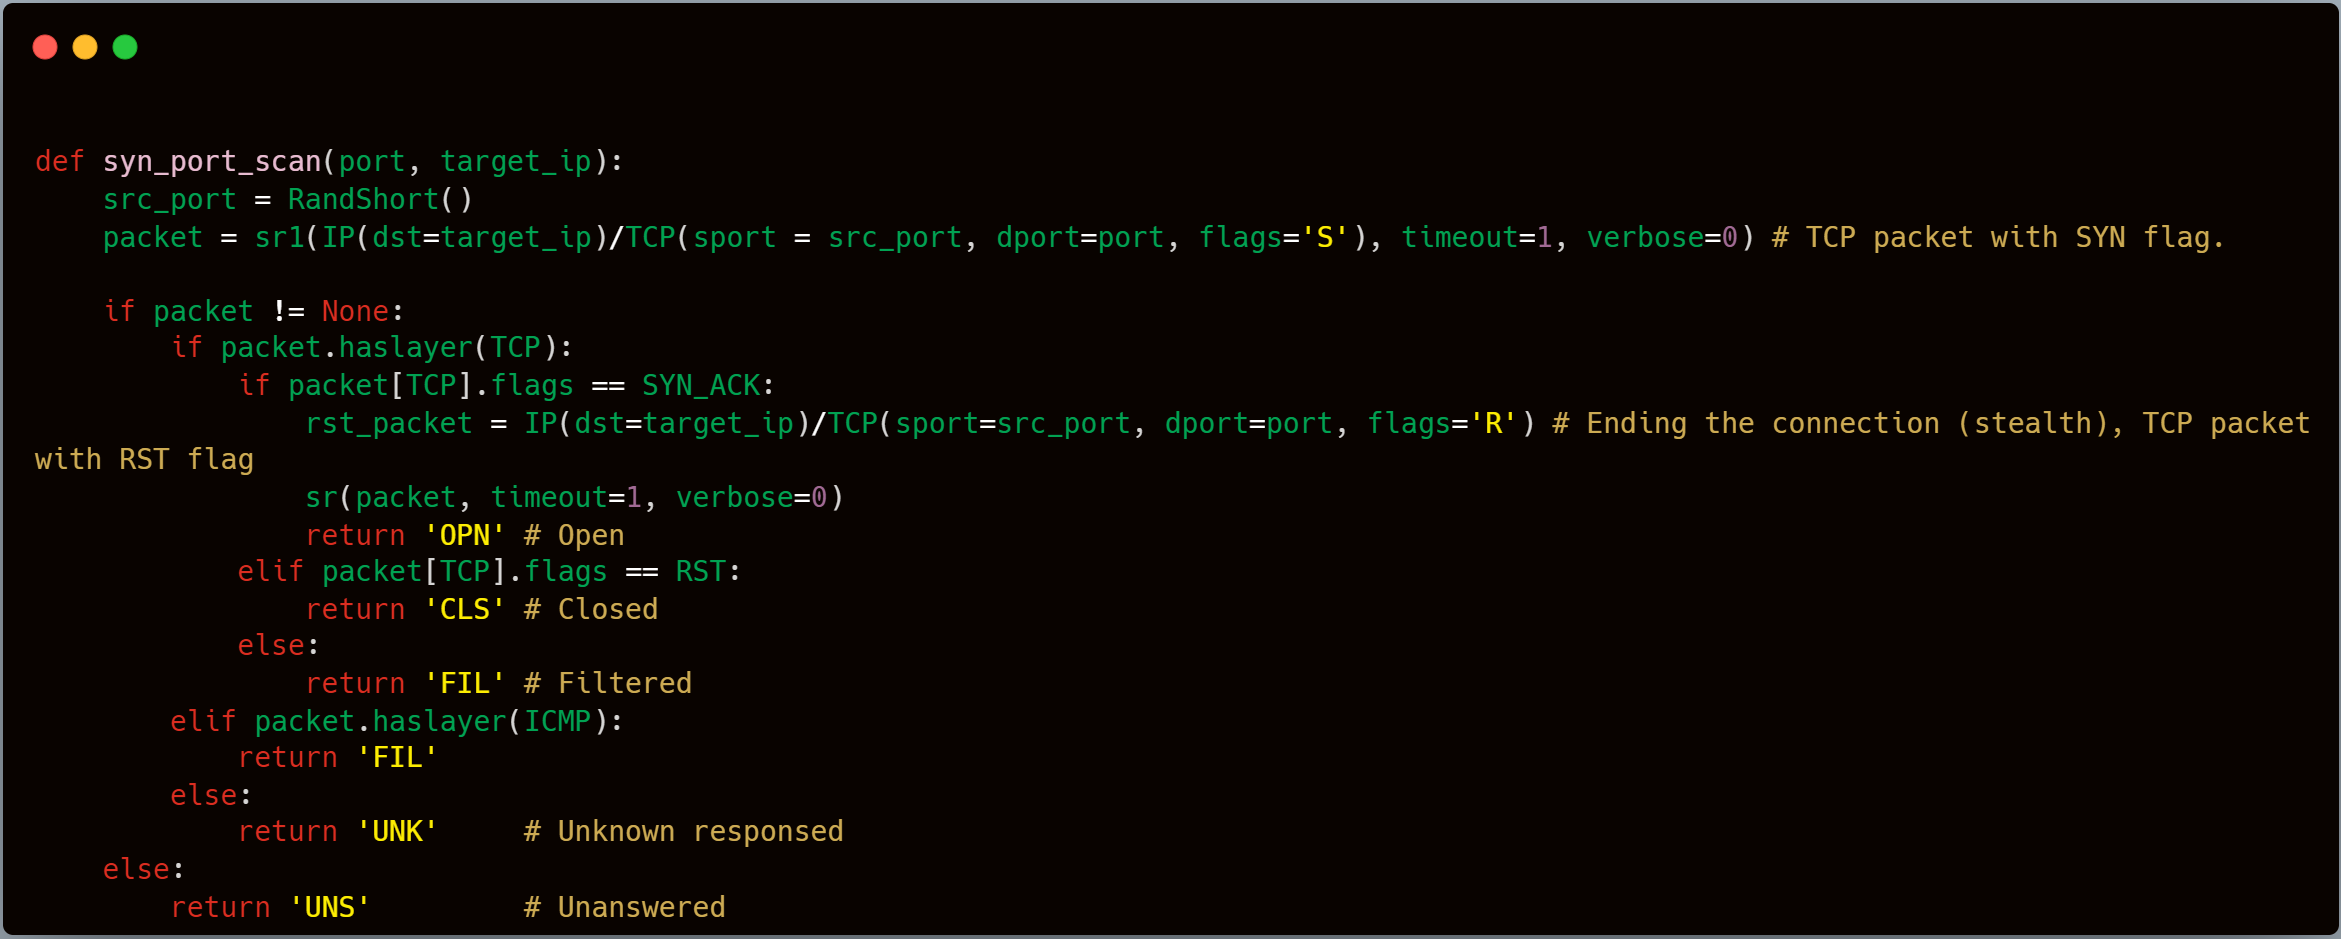 def syn_port_scan(port, target_ip):
    src_port = RandShort()
    packet = sr1(IP(dst=target_ip)/TCP(sport = src_port, dport=port, flags='S'), timeout=1, verbose=0) # TCP packet with SYN flag.

    if packet != None:
        if packet.haslayer(TCP):
            if packet[TCP].flags == SYN_ACK:
                rst_packet = IP(dst=target_ip)/TCP(sport=src_port, dport=port, flags='R') # Ending the connection (stealth), TCP packet
with RST flag
                sr(packet, timeout=1, verbose=0)
                return 'OPN' # Open
            elif packet[TCP].flags == RST:
                return 'CLS' # Closed
            else:
                return 'FIL' # Filtered
        elif packet.haslayer(ICMP):
            return 'FIL'
        else:
            return 'UNK'     # Unknown responsed
    else:
        return 'UNS'         # Unanswered